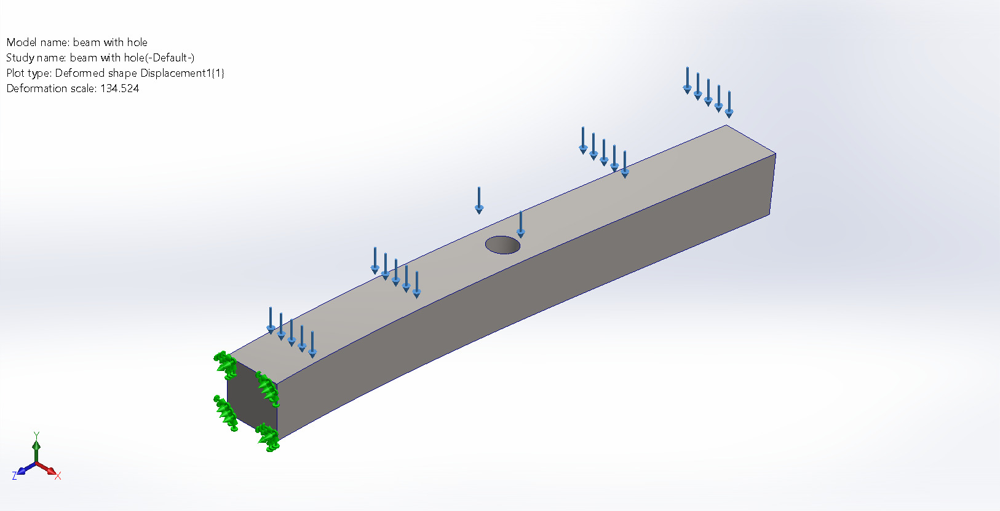 Model name: beam with hole
Study name: beam with hole(-Default-)
Plot type: Deformed shape Displacement1{1}
Deformation scale: 134.524
Y
Z
X